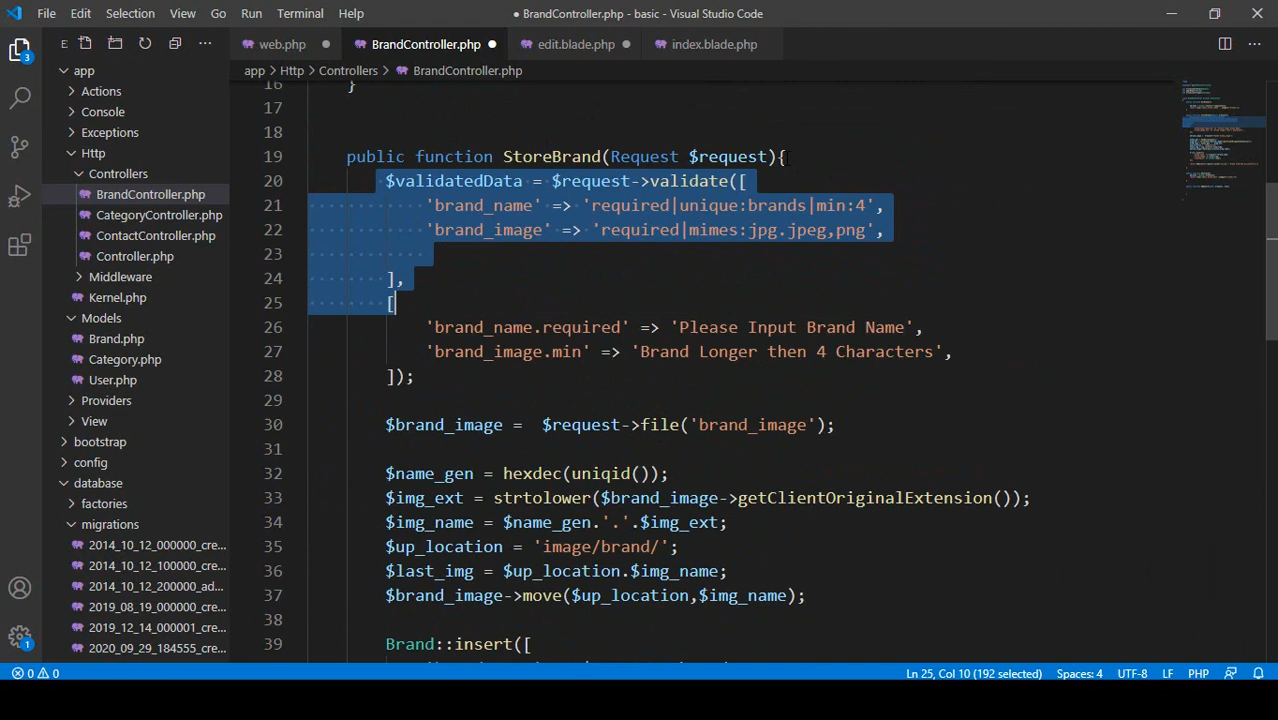 File Edit Selection View Go Run Terminal Help
● BrandController.php - basic - Visual Studio Code
E
web.php
BrandController.php
edit.blade.php
index.blade.php
app > Http > Controllers > BrandController.php
3
app
Actions
Console
Exceptions
Http
Controllers
BrandController.php
CategoryController.php
ContactController.php
Controller.php
Middleware
Kernel.php
Models
Brand.php
Category.php
User.php
Providers
View
bootstrap
config
database
factories
migrations
2014_10_12_000000_cre...
2014_10_12_100000_cre...
2014_10_12_200000_ad...
2019_08_19_000000_cre...
2019_12_14_000001_cre...
2020_09_29_184555_cre...
1
16 }
17
18
19 public function StoreBrand(Request $request){
20 $validatedData = $request->validate([
21 'brand_name' => 'required|unique:brands|min:4',
22 'brand_image' => 'required|mimes:jpg.jpeg,png',
23
24 ],
25 [
26 'brand_name.required' => 'Please Input Brand Name',
27 'brand_image.min' => 'Brand Longer then 4 Characters',
28 ]);
29
30 $brand_image = $request->file('brand_image');
31
32 $name_gen = hexdec(uniqid());
33 $img_ext = strtolower($brand_image->getClientOriginalExtension());
34 $img_name = $name_gen.'.'.$img_ext;
35 $up_location = 'image/brand/';
36 $last_img = $up_location.$img_name;
37 $brand_image->move($up_location,$img_name);
38
39 Brand::insert([
0 0
Ln 25, Col 10 (192 selected) Spaces: 4 UTF-8 LF PHP